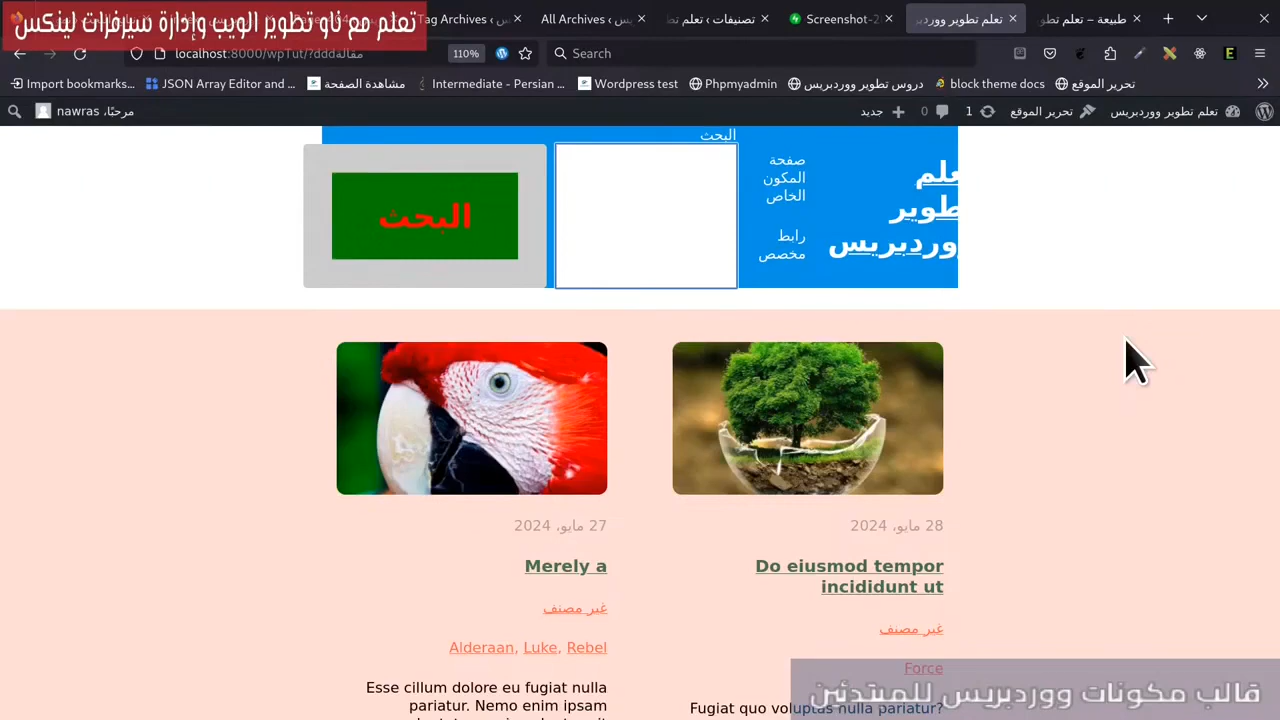 تعلم مع ناو تطوير الويب وإدارة سيرفرات لينكس
Tag Archives ‹
All Archives ‹
تصنيفات ‹ تعلم
Screenshot-2
تعلم تطوير ووردبز
طبيعت – تعلم
localhost:8000/wpTut/?مقالةddd
110%
Search
Import bookmarks...
JSON Array Editor and ...
مشاهدة الصفحة
Intermediate - Persian ...
Wordpress test
Phpmyadmin
دروس تطوير ووردبريس
block theme docs
تحرير الموقع
تعلم تطوير ووردبريس
تحرير الموقع
1
0
جديد
مرحبًا، nawras
البحث
تعلم
تطوير
ووردبريس
صفحة
المكون
الخاص
رابط
مخصص
البحث
28 مايو، 2024
Do eiusmod tempor
incididunt ut
غير مصنف
Force
Fugiat quo voluptas nulla pariatur?
27 مايو، 2024
Merely a
غير مصنف
Alderaan, Luke, Rebel
Esse cillum dolore eu fugiat nulla
pariatur. Nemo enim ipsam
قالب مكونات ووردبريس للمبتدئين